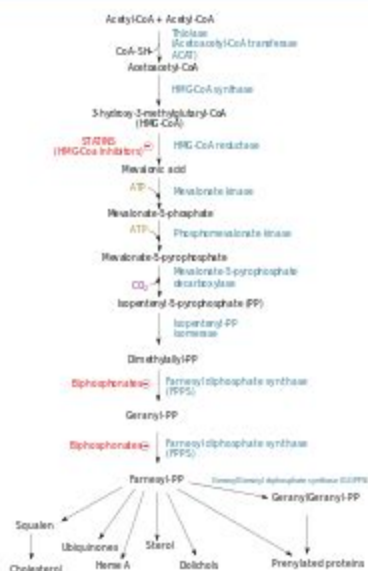 Acetyl-CoA + Acetyl-CoA
Thiolase
(Acetoacetyl-CoA transferase
ACAT)
CoA-SH
Acetoacetyl-CoA
HMG-CoA synthase
3-hydroxy-3-methylglutaryl-CoA
(HMG-CoA)
STATINS
(HMG-Coa inhibitors)
HMG-CoA reductase
Mevalonic acid
ATP
Mevalonate kinase
Mevalonate-5-phosphate
ATP
Phosphomevalonate kinase
Mevalonate-5-pyrophosphate
Mevalonate-5-pyrophosphate
decarboxylase
CO₂
Isopentenyl-5-pyrophosphate (PP)
Isopentenyl-PP
isomerase
Dimethylallyl-PP
Biphosphonates
Farnesyl diphosphate synthase
(FPPS)
Geranyl-PP
Biphosphonates
Farnesyl diphosphate synthase
(FPPS)
Farnesyl-PP
GeranylGeranyl diphosphate synthase
GeranylGeranyl-PP
Squalen
Ubiquinones
Sterol
Cholesterol
Heme A
Dolichols
Prenylated proteins